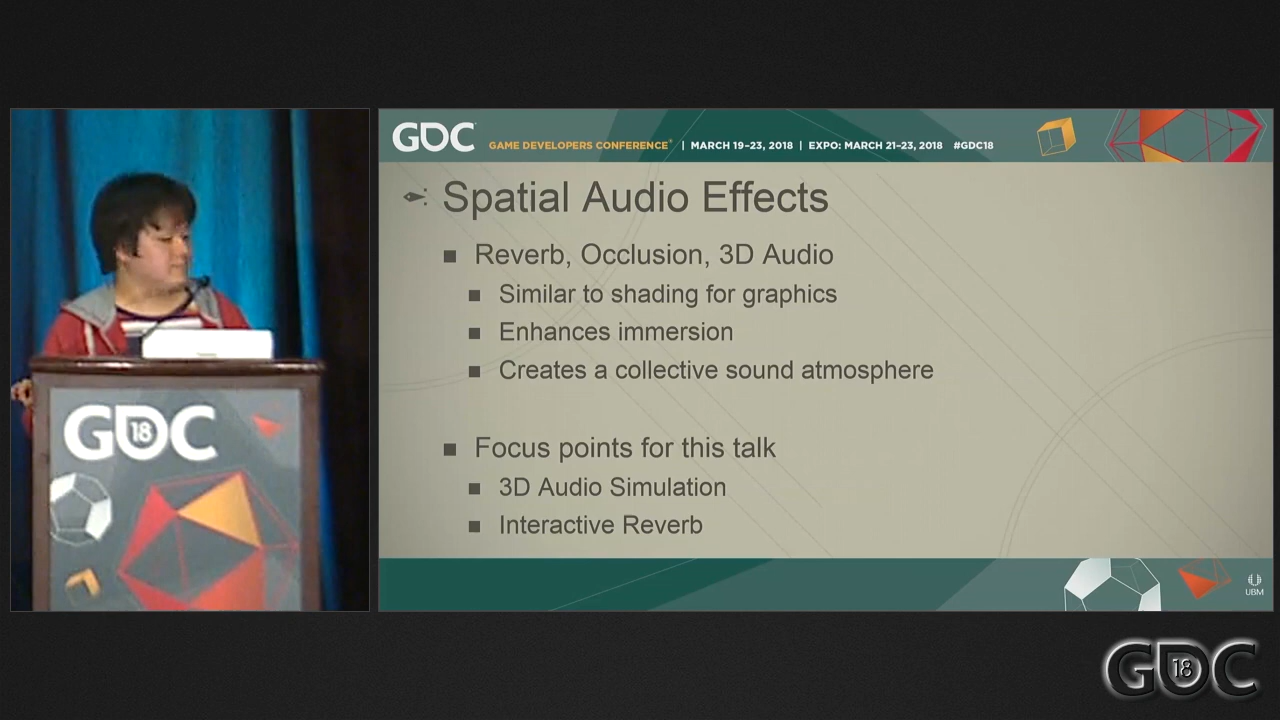 GDC
GAME DEVELOPERS CONFERENCE® | MARCH 19–23, 2018 | EXPO: MARCH 21–23, 2018 #GDC18
Spatial Audio Effects
Reverb, Occlusion, 3D Audio
Similar to shading for graphics
Enhances immersion
Creates a collective sound atmosphere
Focus points for this talk
3D Audio Simulation
Interactive Reverb
UBM
GDC 18
GDC 18